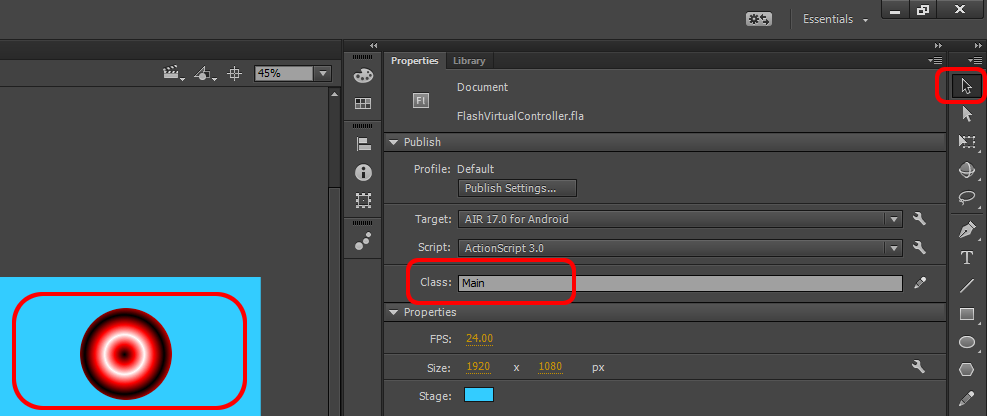 Essentials
45%
Properties Library
Document
Fl
FlashVirtualController.fla
Publish
Profile: Default
Publish Settings...
Target: AIR 17.0 for Android
Script: ActionScript 3.0
Class: Main
Properties
FPS: 24.00
Size: 1920 x 1080 px
Stage:
T